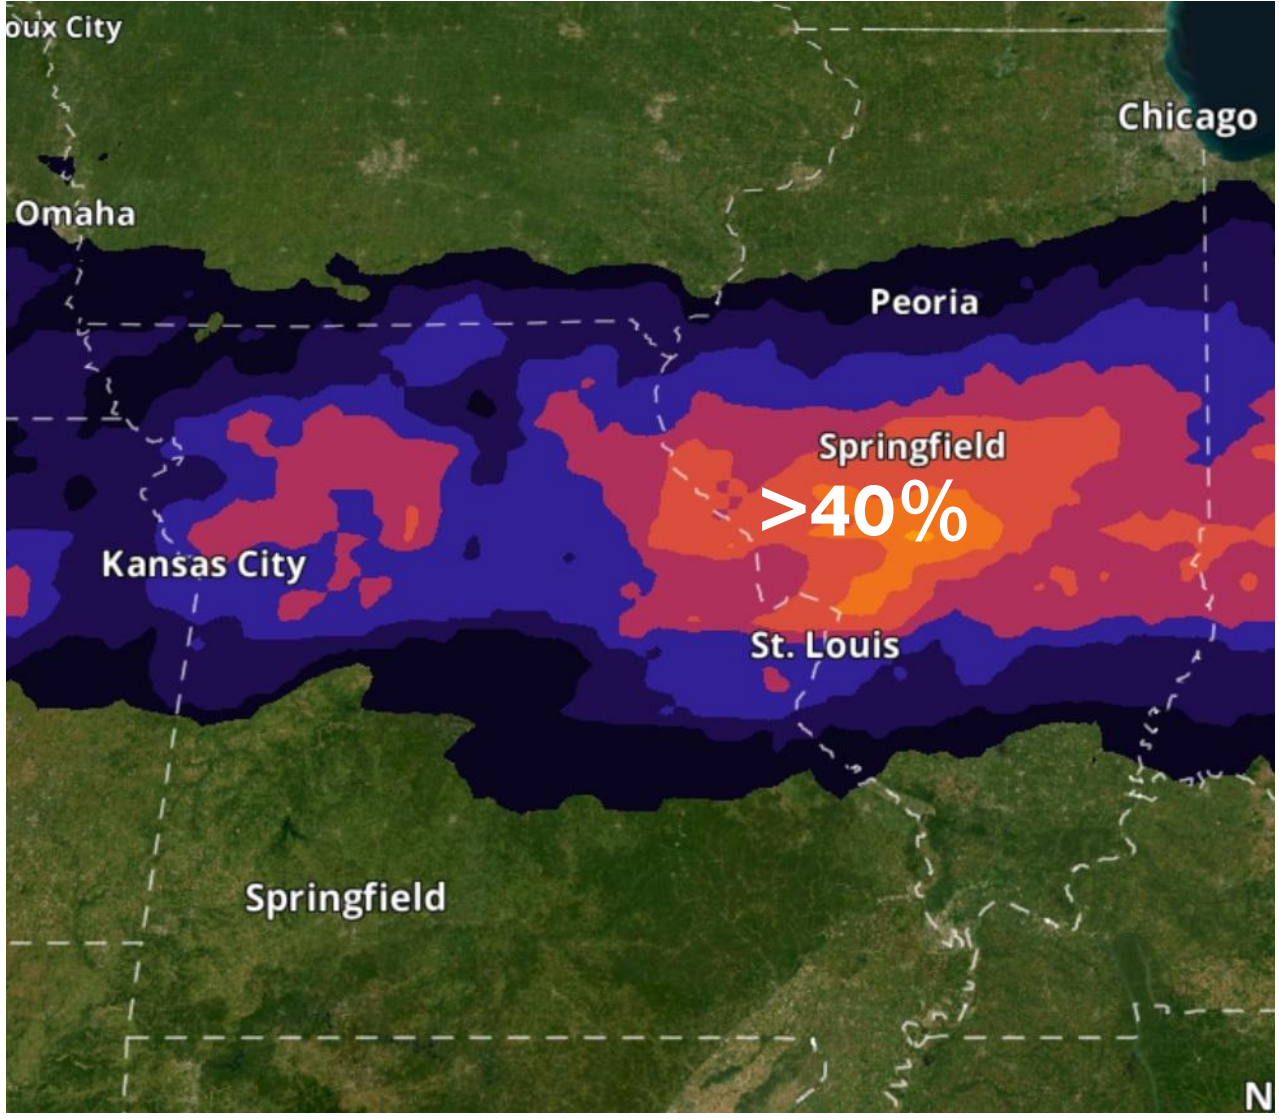 oux City
Chicago
Omaha
Peoria
Springfield
>40%
Kansas City
St. Louis
Springfield
N